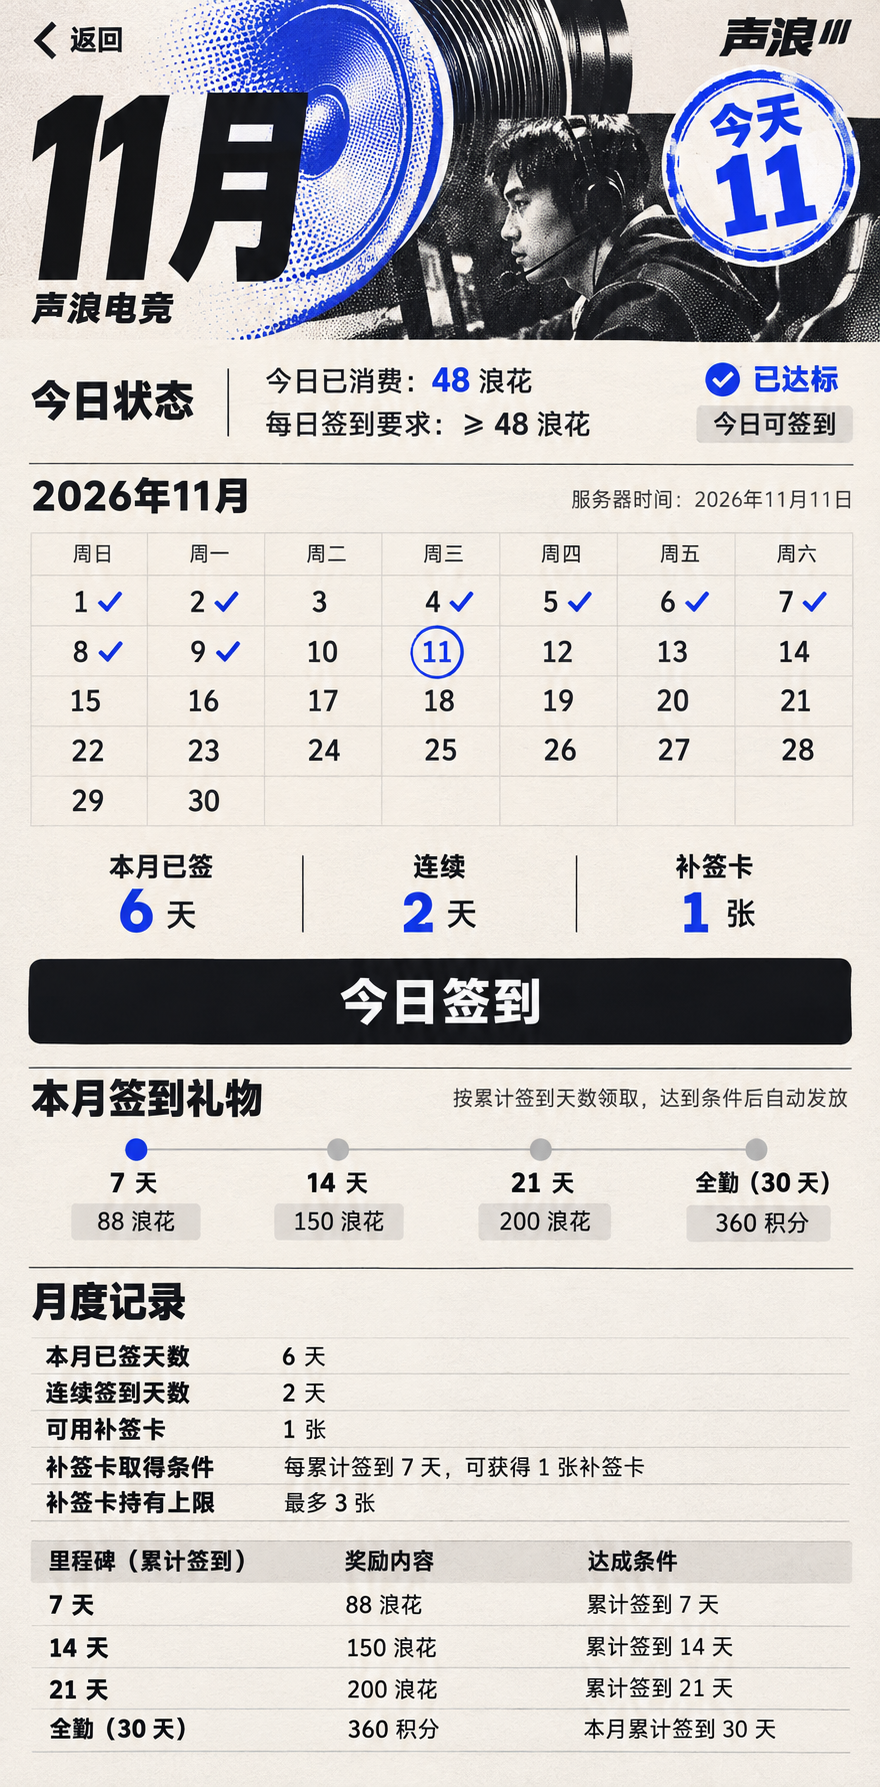 返回
声浪
11月
今天
11
声浪电竞
今日状态
今日已消费：48 浪花
每日签到要求：≥ 48 浪花
已达标
今日可签到
2026年11月
服务器时间：2026年11月11日
周日 周一 周二 周三 周四 周五 周六
1 2 3 4 5 6 7
8 9 10 11 12 13 14
15 16 17 18 19 20 21
22 23 24 25 26 27 28
29 30
本月已签 连续 补签卡
6 天 2 天 1 张
今日签到
本月签到礼物
按累计签到天数领取，达到条件后自动发放
7 天 14 天 21 天 全勤（30 天）
88 浪花 150 浪花 200 浪花 360 积分
月度记录
本月已签天数 6 天
连续签到天数 2 天
可用补签卡 1 张
补签卡取得条件 每累计签到 7 天，可获得 1 张补签卡
补签卡持有上限 最多 3 张
里程碑（累计签到） 奖励内容 达成条件
7 天 88 浪花 累计签到 7 天
14 天 150 浪花 累计签到 14 天
21 天 200 浪花 累计签到 21 天
全勤（30 天） 360 积分 本月累计签到 30 天